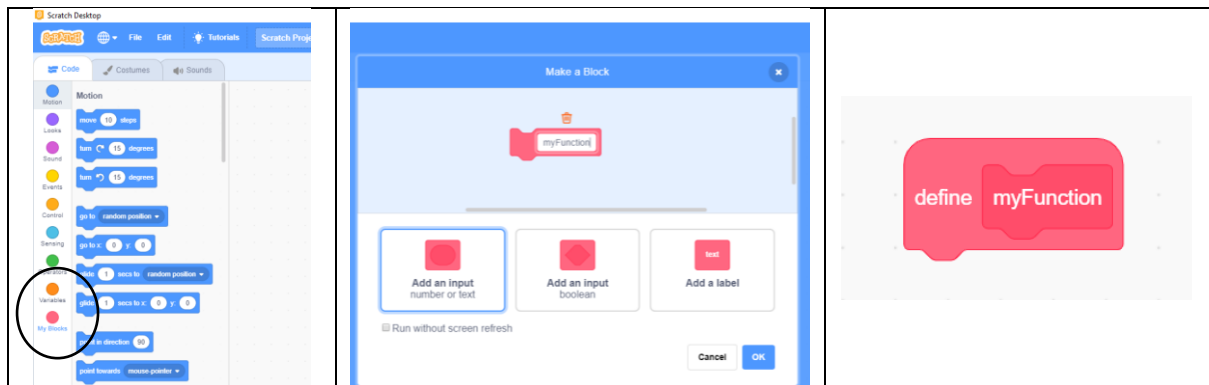 Scratch Desktop
SCRATCH File Edit Tutorials Scratch Proje
Code Costumes Sounds
Motion
Looks
Sound
Events
Control
Sensing
Operators
Variables
My Blocks
Motion
move 10 steps
turn 15 degrees
turn 15 degrees
go to random position
go to x: 0 y: 0
glide 1 secs to random position
glide 1 secs to x: 0 y: 0
point in direction 90
point towards mouse-pointer
Make a Block
myFunction
Add an input
number or text
Add an input
boolean
text
Add a label
Run without screen refresh
Cancel OK
define myFunction